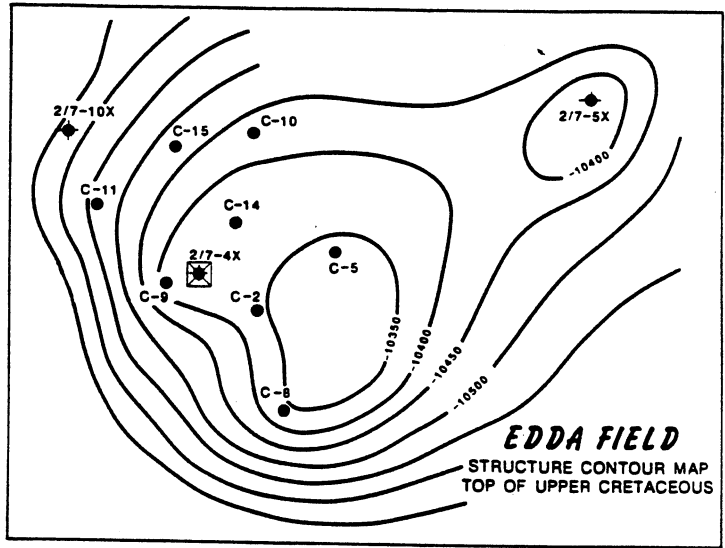 2/7-10X
2/7-5X
C-15
C-10
-10400
C-11
C-14
2/7-4X
C-5
C-9
C-2
-10350
-10400
-10450
-10500
C-8
EDDA FIELD
STRUCTURE CONTOUR MAP
TOP OF UPPER CRETACEOUS